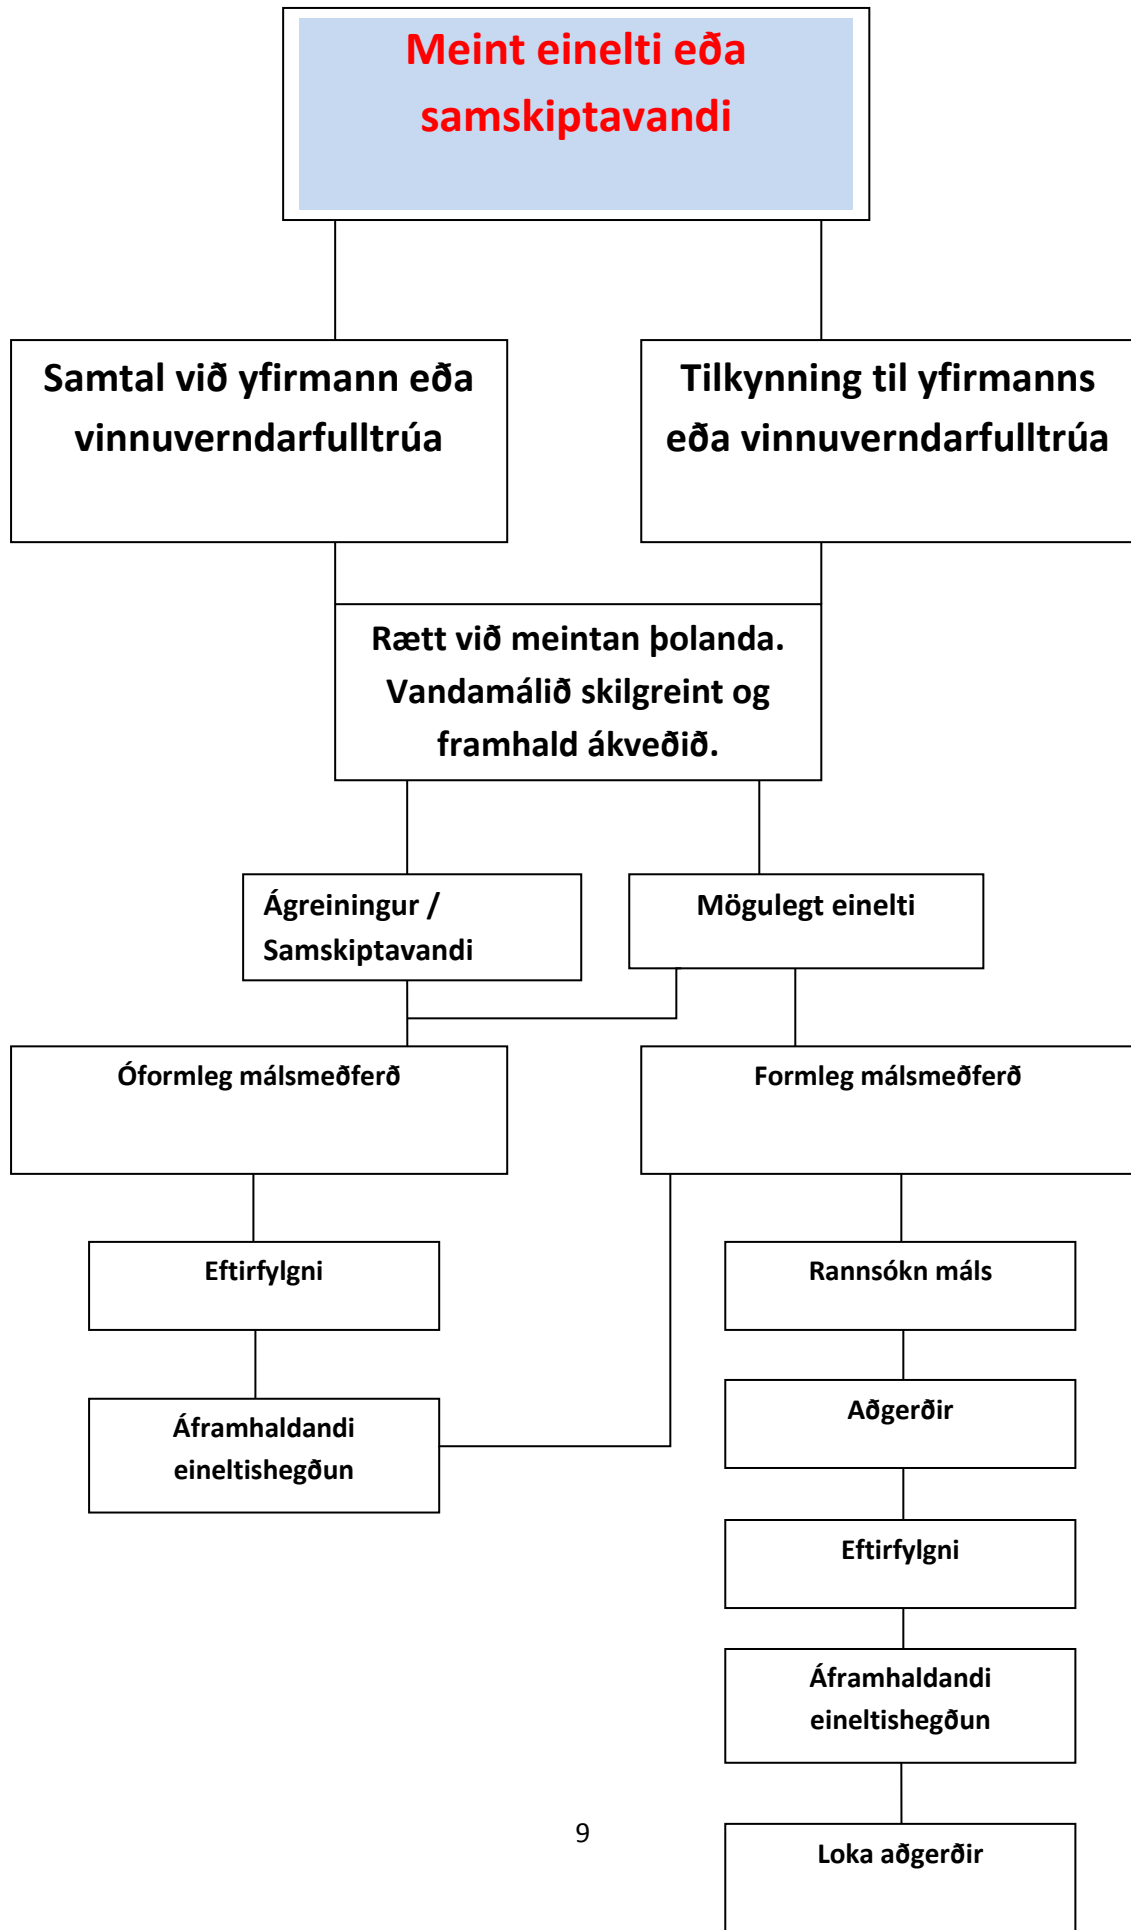 Meint einelti eða
samskiptavandi
Samtal við yfirmann eða
vinnuverndarfulltrúa
Tilkynning til yfirmanns
eða vinnuverndarfulltrúa
Rætt við meintan þolanda.
Vandamálið skilgreint og
framhald ákveðið.
Ágreiningur /
Samskiptavandi
Mögulegt einelti
Óformleg málsmeðferð
Formleg málsmeðferð
Eftirfylgni
Rannsókn máls
Áframhaldandi
eineltishegðun
Aðgerðir
Eftirfylgni
Áframhaldandi
eineltishegðun
9
Loka aðgerðir